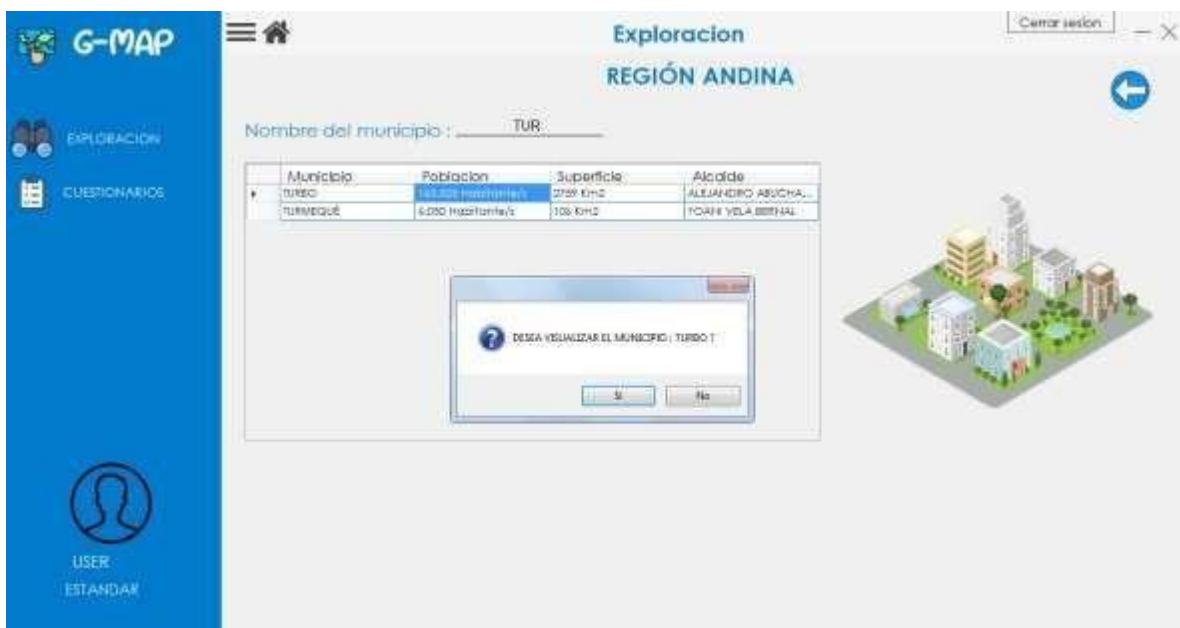 G-MAP
Exploracion
Cerrar sesion
REGIÓN ANDINA
EXPLORACION
CUESTIONARIOS
Nombre del municipio : TUR
Municipio Poblacion Superficie Alcalde
TURBO Habitante/s 2759 Km2 ALEJANDRO ABUCHA...
TURMEQUÉ 6.050 Habitante/s 106 Km2 YOANI VELA BERNAL
DESEA VISUALIZAR EL MUNICIPIO : TURBO ?
Si No
USER
ESTANDAR